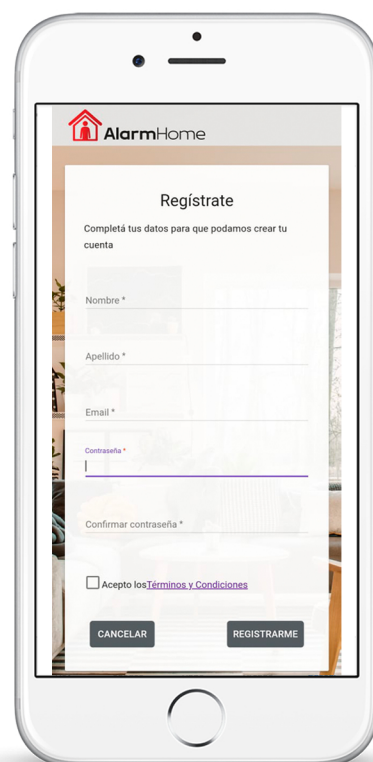 AlarmHome
Regístrate
Completá tus datos para que podamos crear tu
cuenta
Nombre *
Apellido *
Email *
Contraseña *
Confirmar contraseña *
Acepto losTérminos y Condiciones
CANCELAR
REGISTRARME